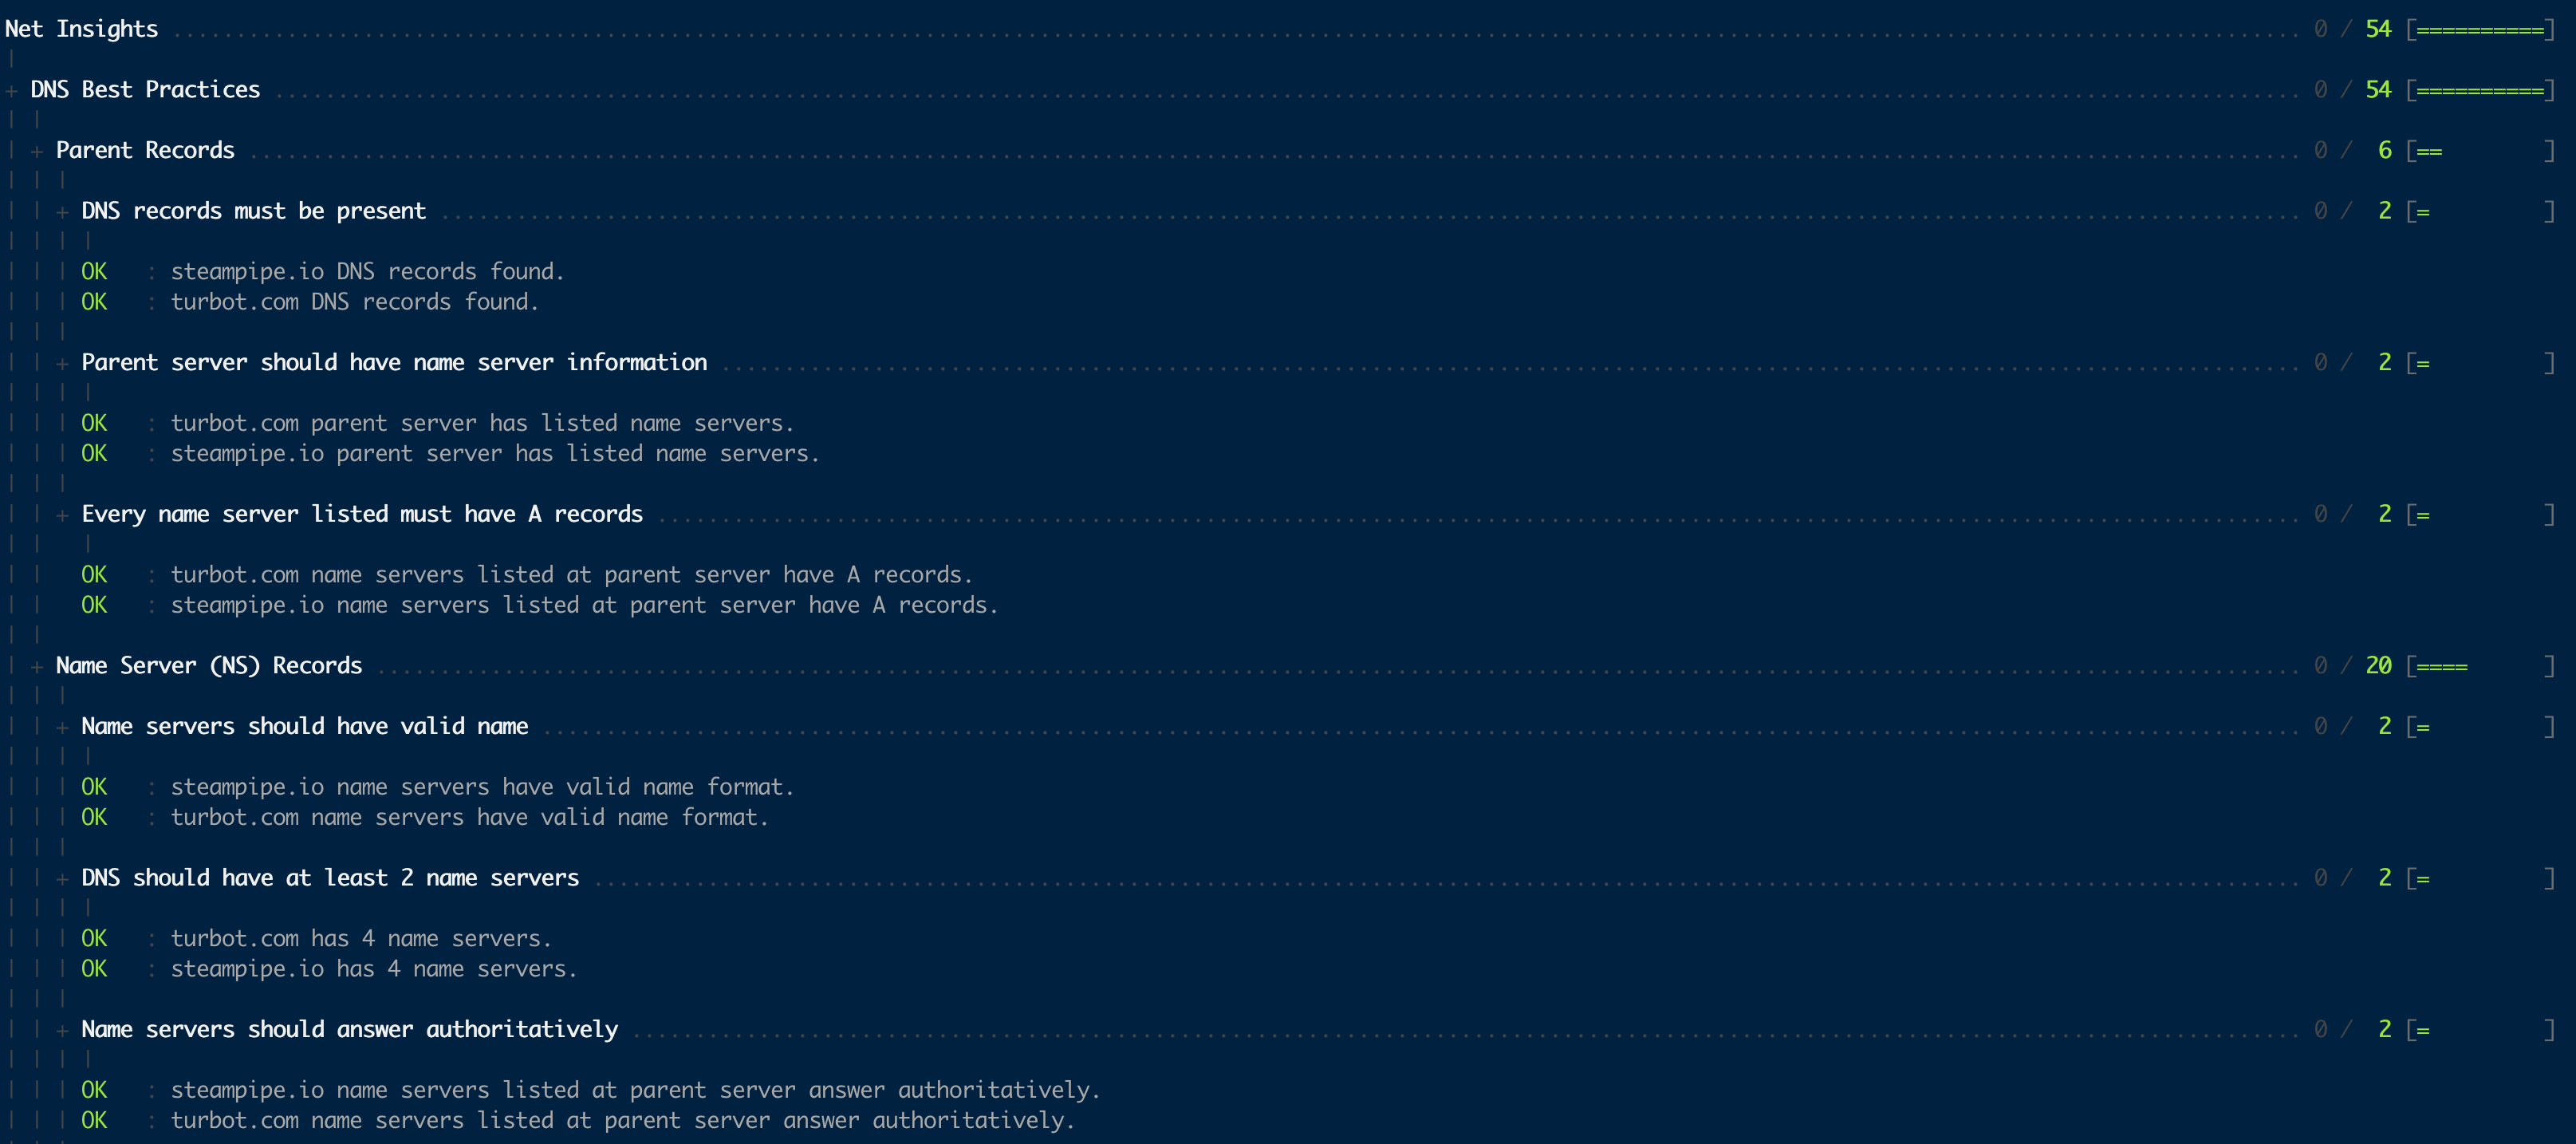 Net Insights ........................................ 0 / 54 [==========]
|
+ DNS Best Practices ........................................ 0 / 54 [==========]
| |
| + Parent Records ........................................ 0 / 6 [==        ]
| | |
| | + DNS records must be present ........................................ 0 / 2 [=         ]
| | | |
| | | OK   : steampipe.io DNS records found.
| | | OK   : turbot.com DNS records found.
| | |
| | + Parent server should have name server information ........................................ 0 / 2 [=         ]
| | | |
| | | OK   : turbot.com parent server has listed name servers.
| | | OK   : steampipe.io parent server has listed name servers.
| | |
| | + Every name server listed must have A records ........................................ 0 / 2 [=         ]
| |   |
| |   OK   : turbot.com name servers listed at parent server have A records.
| |   OK   : steampipe.io name servers listed at parent server have A records.
| |
| + Name Server (NS) Records ........................................ 0 / 20 [====      ]
| | |
| | + Name servers should have valid name ........................................ 0 / 2 [=         ]
| | | |
| | | OK   : steampipe.io name servers have valid name format.
| | | OK   : turbot.com name servers have valid name format.
| | |
| | + DNS should have at least 2 name servers ........................................ 0 / 2 [=         ]
| | | |
| | | OK   : turbot.com has 4 name servers.
| | | OK   : steampipe.io has 4 name servers.
| | |
| | + Name servers should answer authoritatively ........................................ 0 / 2 [=         ]
| | | |
| | | OK   : steampipe.io name servers listed at parent server answer authoritatively.
| | | OK   : turbot.com name servers listed at parent server answer authoritatively.